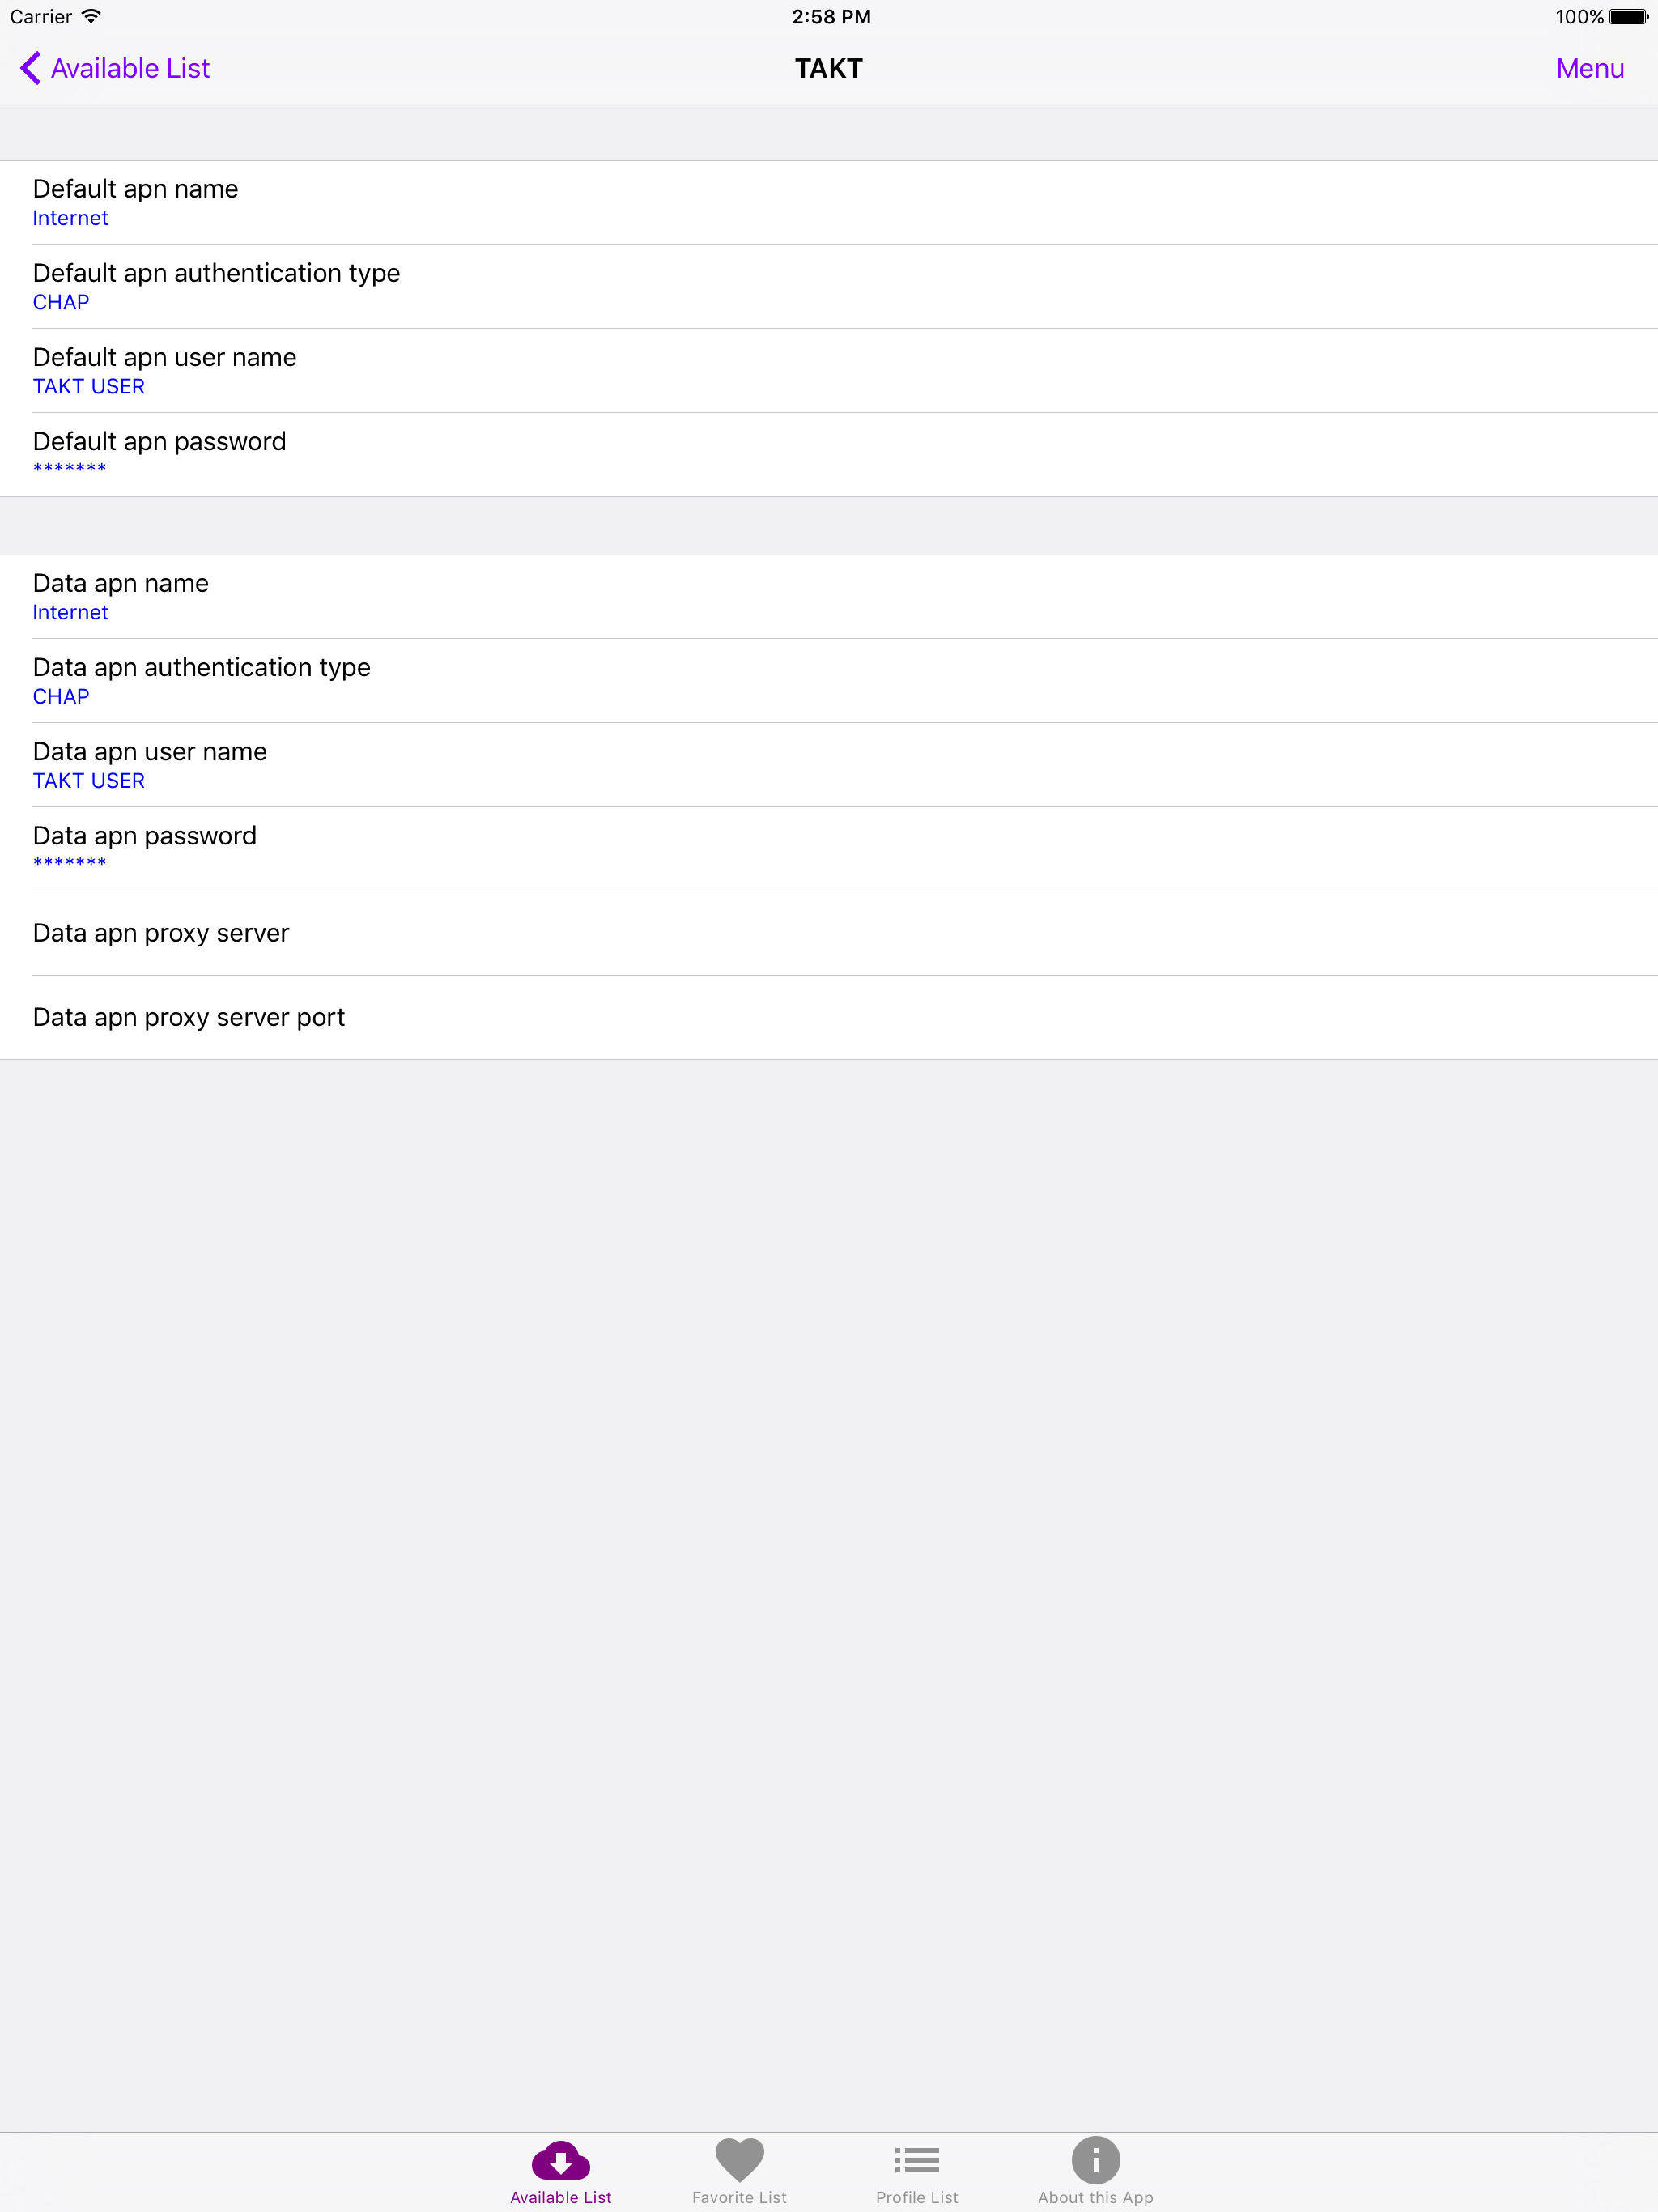 Carrier 2:58 PM 100%
Available List TAKT Menu
Default apn name
Internet
Default apn authentication type
CHAP
Default apn user name
TAKT USER
Default apn password
*******
Data apn name
Internet
Data apn authentication type
CHAP
Data apn user name
TAKT USER
Data apn password
*******
Data apn proxy server
Data apn proxy server port
Available List Favorite List Profile List About this App